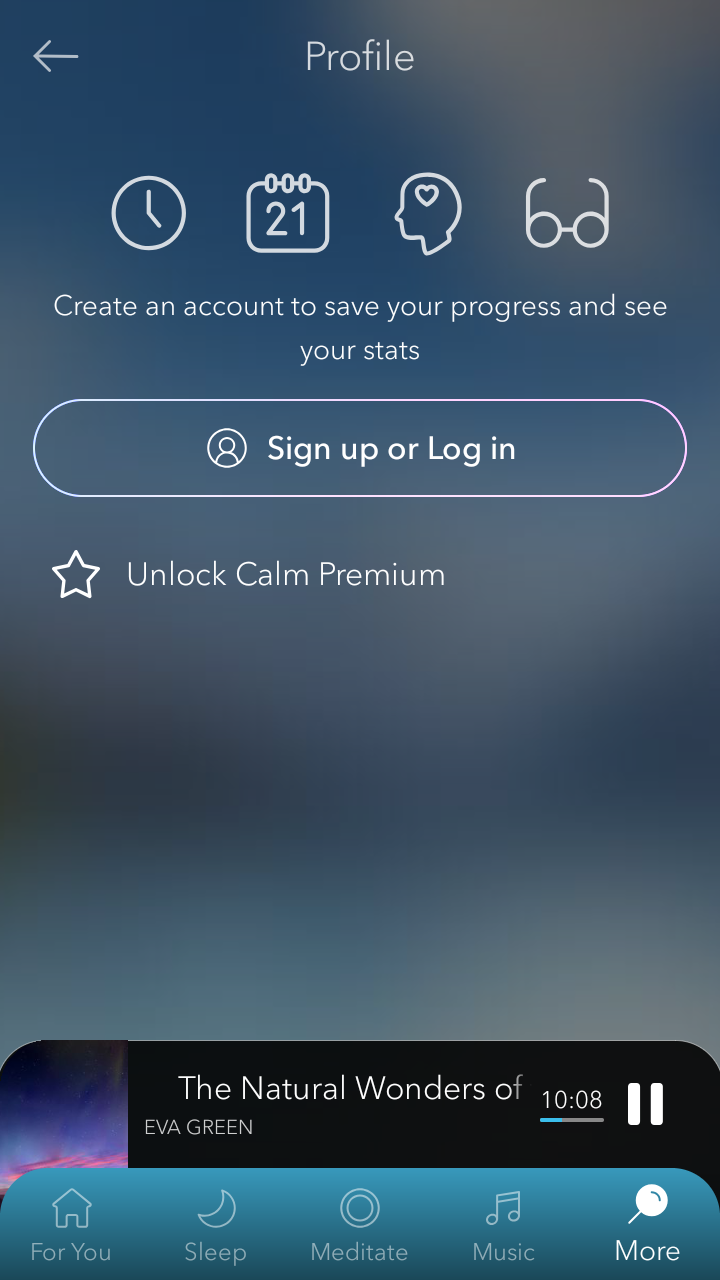 Profile
21
Create an account to save your progress and see
your stats
Sign up or Log in
Unlock Calm Premium
The Natural Wonders of
EVA GREEN
10:08
For You
Sleep
Meditate
Music
More